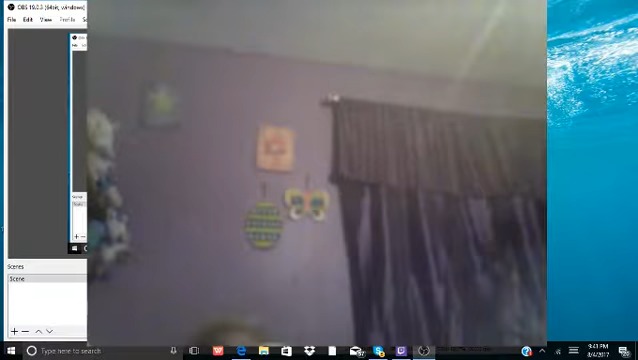 OBS 19.0.3 (64bit, windows)
File Edit View Profile
Scenes
Scene
Type here to search
9:43 PM
8/4/2017